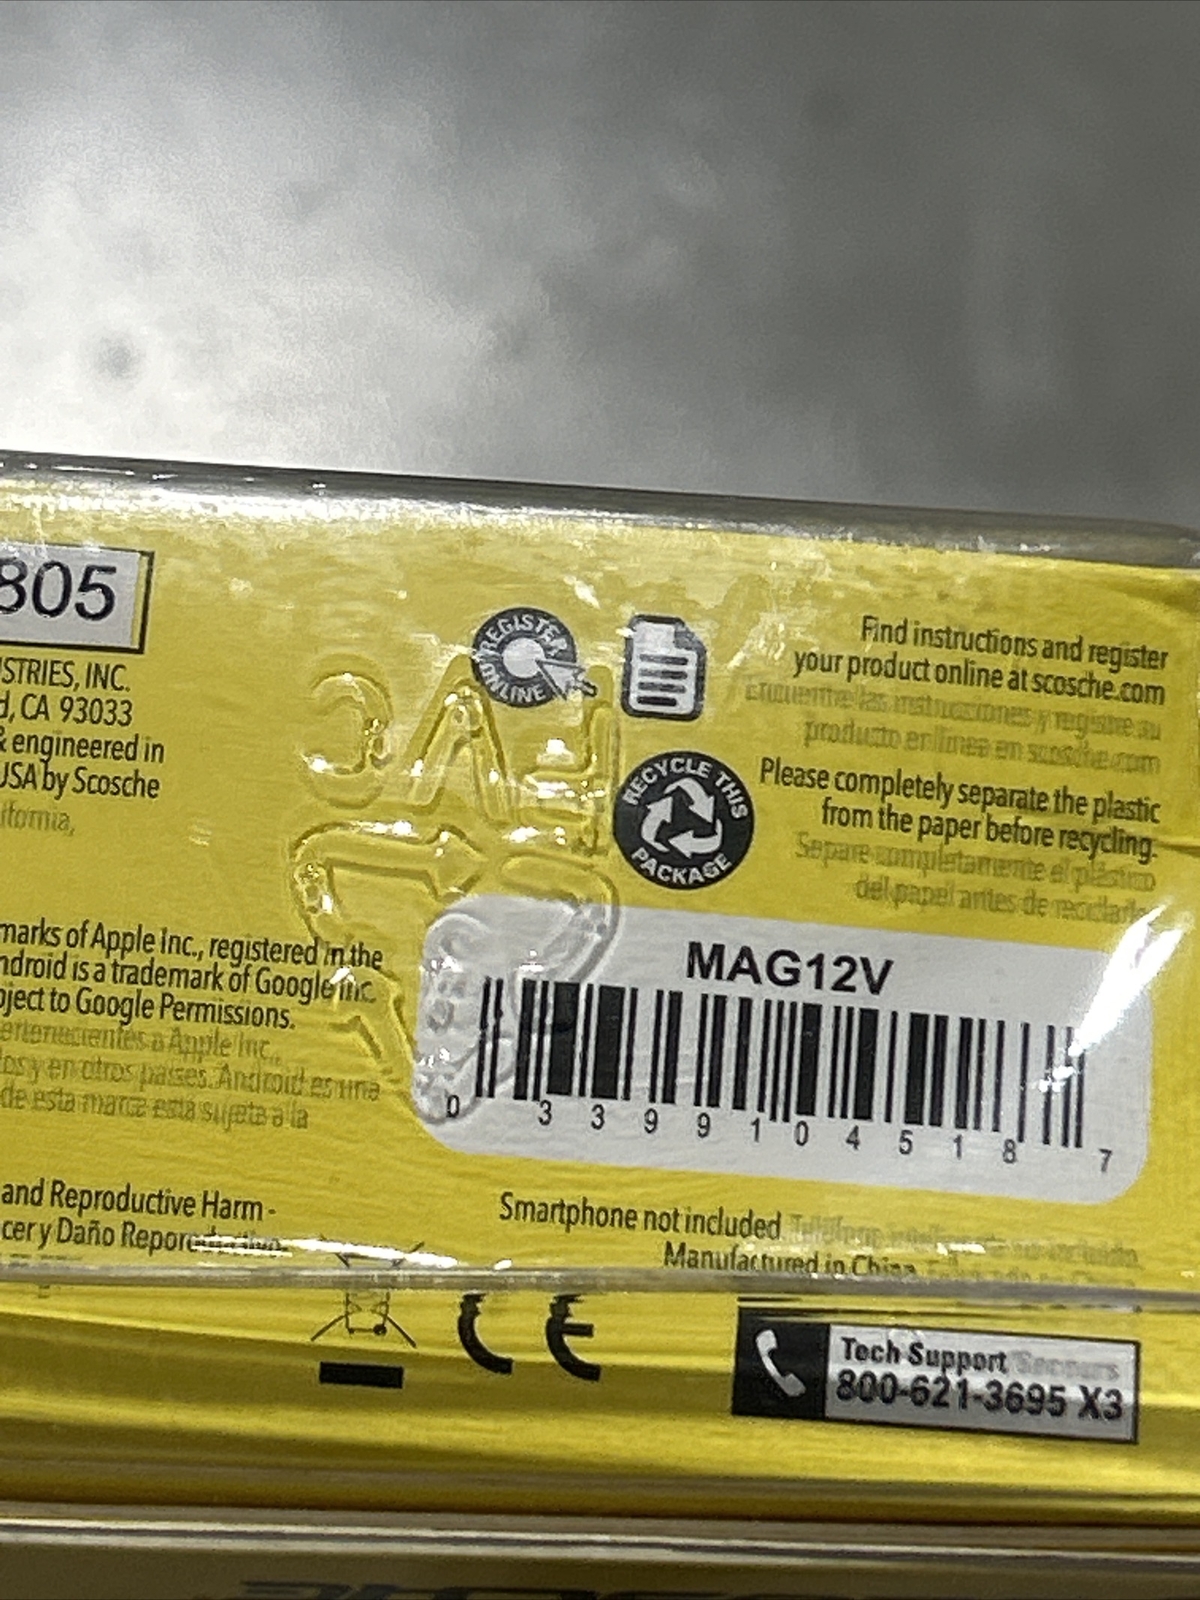 805
STRIES, INC.
d, CA 93033
& engineered in
USA by Scosche
ifornia,
marks of Apple Inc., registered in the
ndroid is a trademark of Google Inc.
bject to Google Permissions.
ertenecientes a Apple Inc.,
os y en otros países. Android es una
de esta marca está sujeta a la
and Reproductive Harm -
cer y Daño Reproductivo
REGISTER
ONLINE
Find instructions and register
your product online at scosche.com
Encuentre las instrucciones y registre su
producto en línea en scosche.com
RECYCLE THIS
PACKAGE
Please completely separate the plastic
from the paper before recycling.
Separe completamente el plástico
del papel antes de reciclarlo
MAG12V
0 33991 04518 7
Smartphone not included
Manufactured in China
CE
Tech Support
800-621-3695 X3